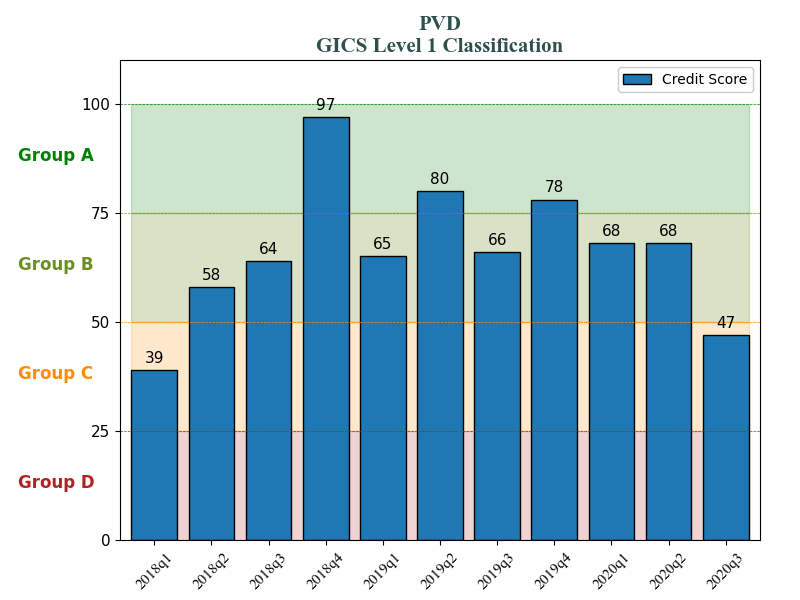 PVD
GICS Level 1 Classification
Credit Score
100
75
50
25
0
Group A
Group B
Group C
Group D
39
58
64
97
65
80
66
78
68
68
47
2018q1
2018q2
2018q3
2018q4
2019q1
2019q2
2019q3
2019q4
2020q1
2020q2
2020q3